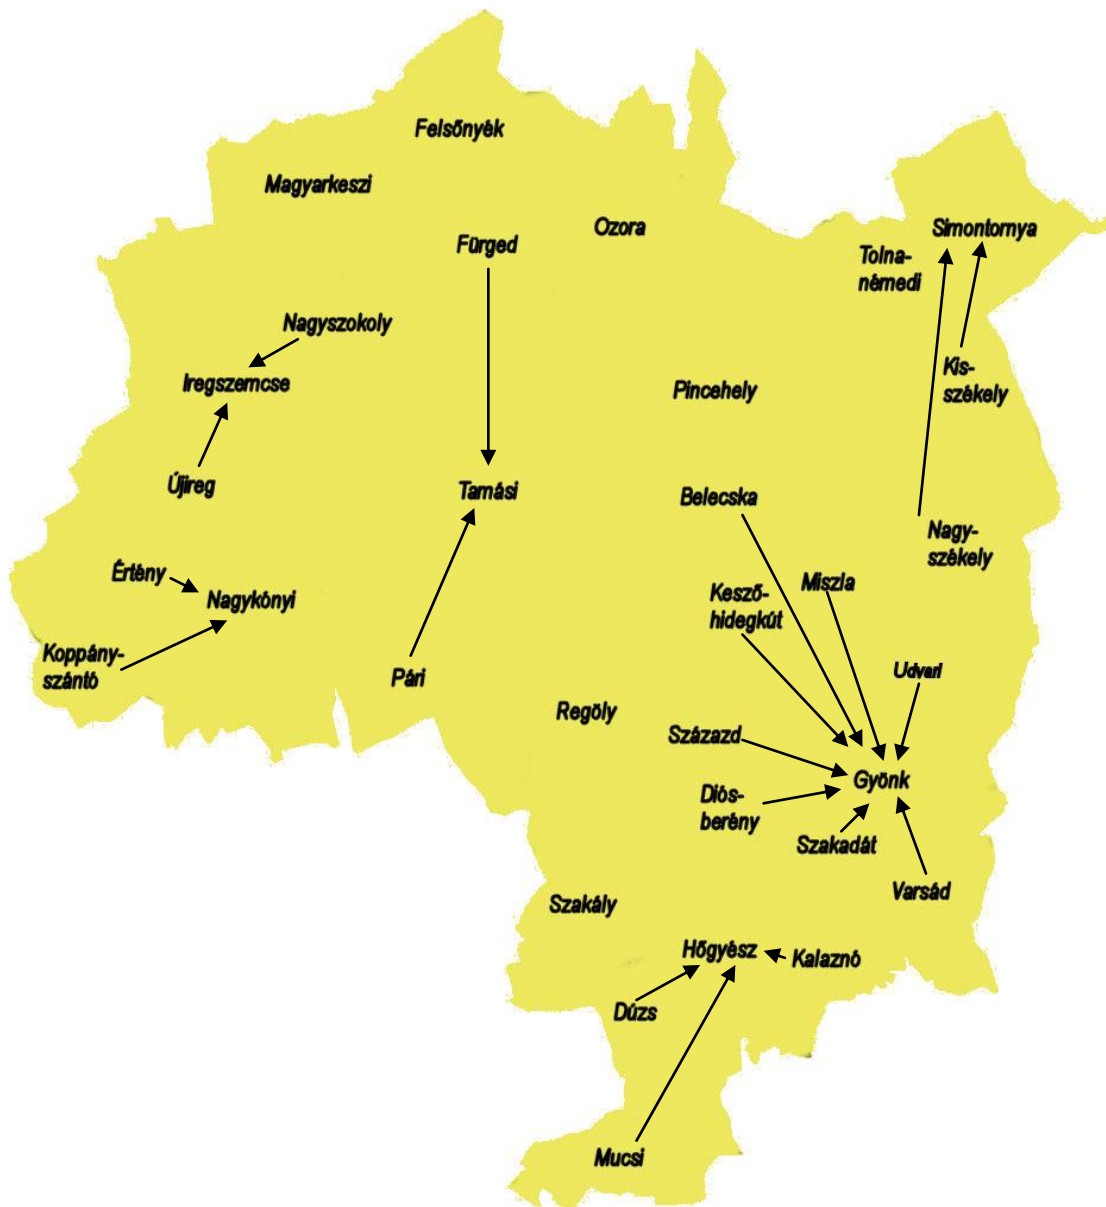 Felsőnyék
Magyarkeszi
Ozora
Simontornya
Fürged
Tolna-
némedi
Nagyszokoly
Iregszemcse
Kis-
székely
Pincehely
Újireg
Tamási
Belecska
Nagy-
székely
Értény
Nagykónyi
Miszla
Kesző-
hidegkút
Koppány-
szántó
Pári
Udvari
Regöly
Százazd
Gyönk
Diós-
berény
Szakadát
Varsád
Szakály
Hőgyész
Kalaznó
Dúzs
Mucsi